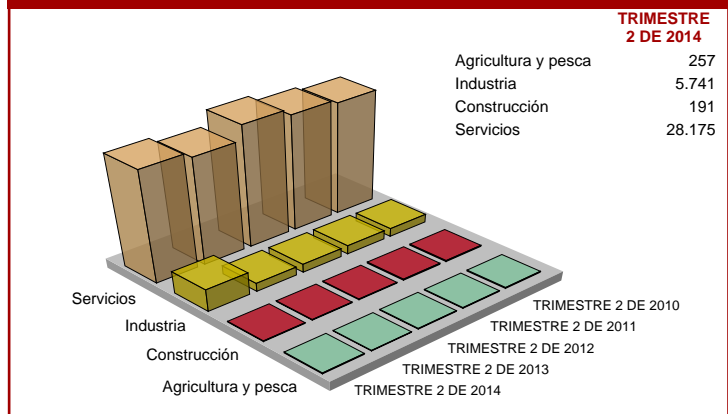 TRIMESTRE
2 DE 2014
Agricultura y pesca 257
Industria 5.741
Construcción 191
Servicios 28.175
Servicios
Industria
Construcción
Agricultura y pesca
TRIMESTRE 2 DE 2010
TRIMESTRE 2 DE 2011
TRIMESTRE 2 DE 2012
TRIMESTRE 2 DE 2013
TRIMESTRE 2 DE 2014